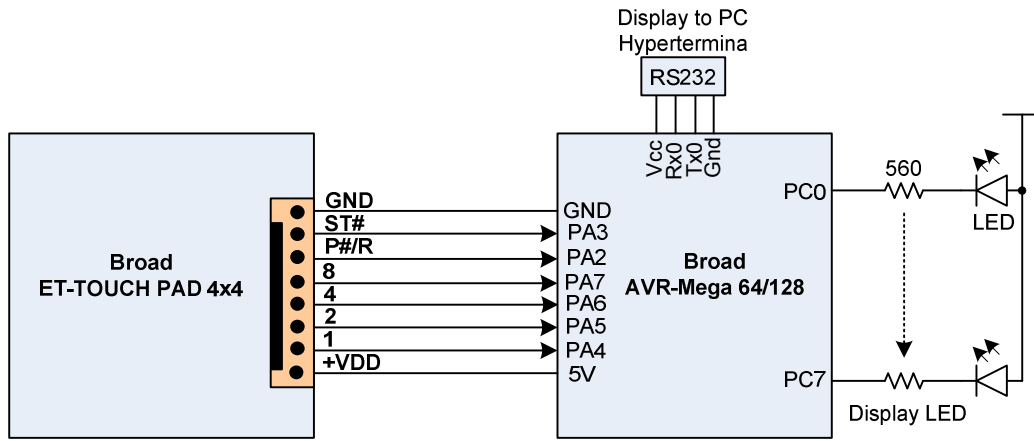 Display to PC
Hypertermina
RS232
Vcc
Rx0
Tx0
Gnd
Broad
ET-TOUCH PAD 4x4
GND
ST#
P#/R
8
4
2
1
+VDD
GND
PA3
PA2
PA7
PA6
PA5
PA4
5V
Broad
AVR-Mega 64/128
PC0
PC7
560
LED
Display LED